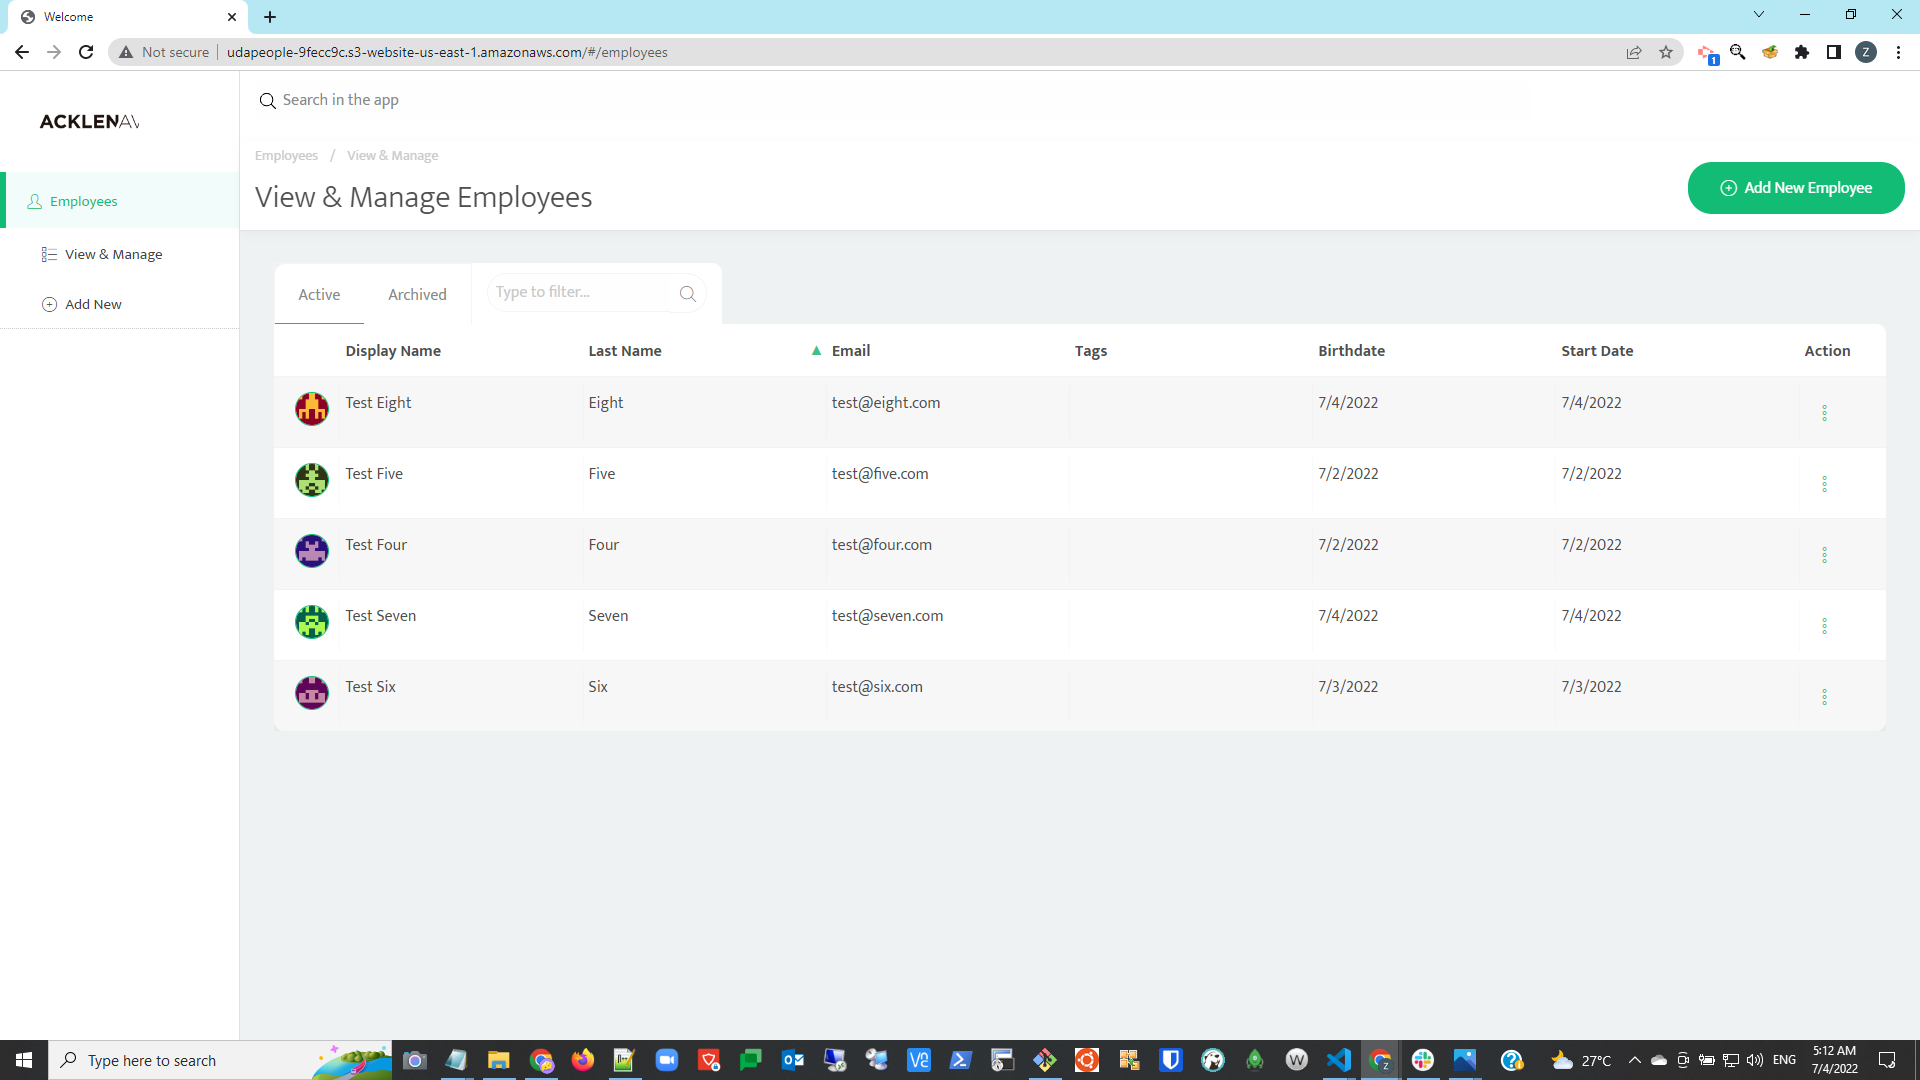 Welcome
Not secure
udapeople-9fecc9c.s3-website-us-east-1.amazonaws.com/#/employees
1
Z
ACKLENAV
Search in the app
Employees / View & Manage
View & Manage Employees
Add New Employee
Employees
View & Manage
Add New
Active
Archived
Type to filter...
Display Name Last Name ▲ Email Tags Birthdate Start Date Action
Test Eight Eight test@eight.com 7/4/2022 7/4/2022
Test Five Five test@five.com 7/2/2022 7/2/2022
Test Four Four test@four.com 7/2/2022 7/2/2022
Test Seven Seven test@seven.com 7/4/2022 7/4/2022
Test Six Six test@six.com 7/3/2022 7/3/2022
Type here to search
27°C
ENG
5:12 AM
7/4/2022